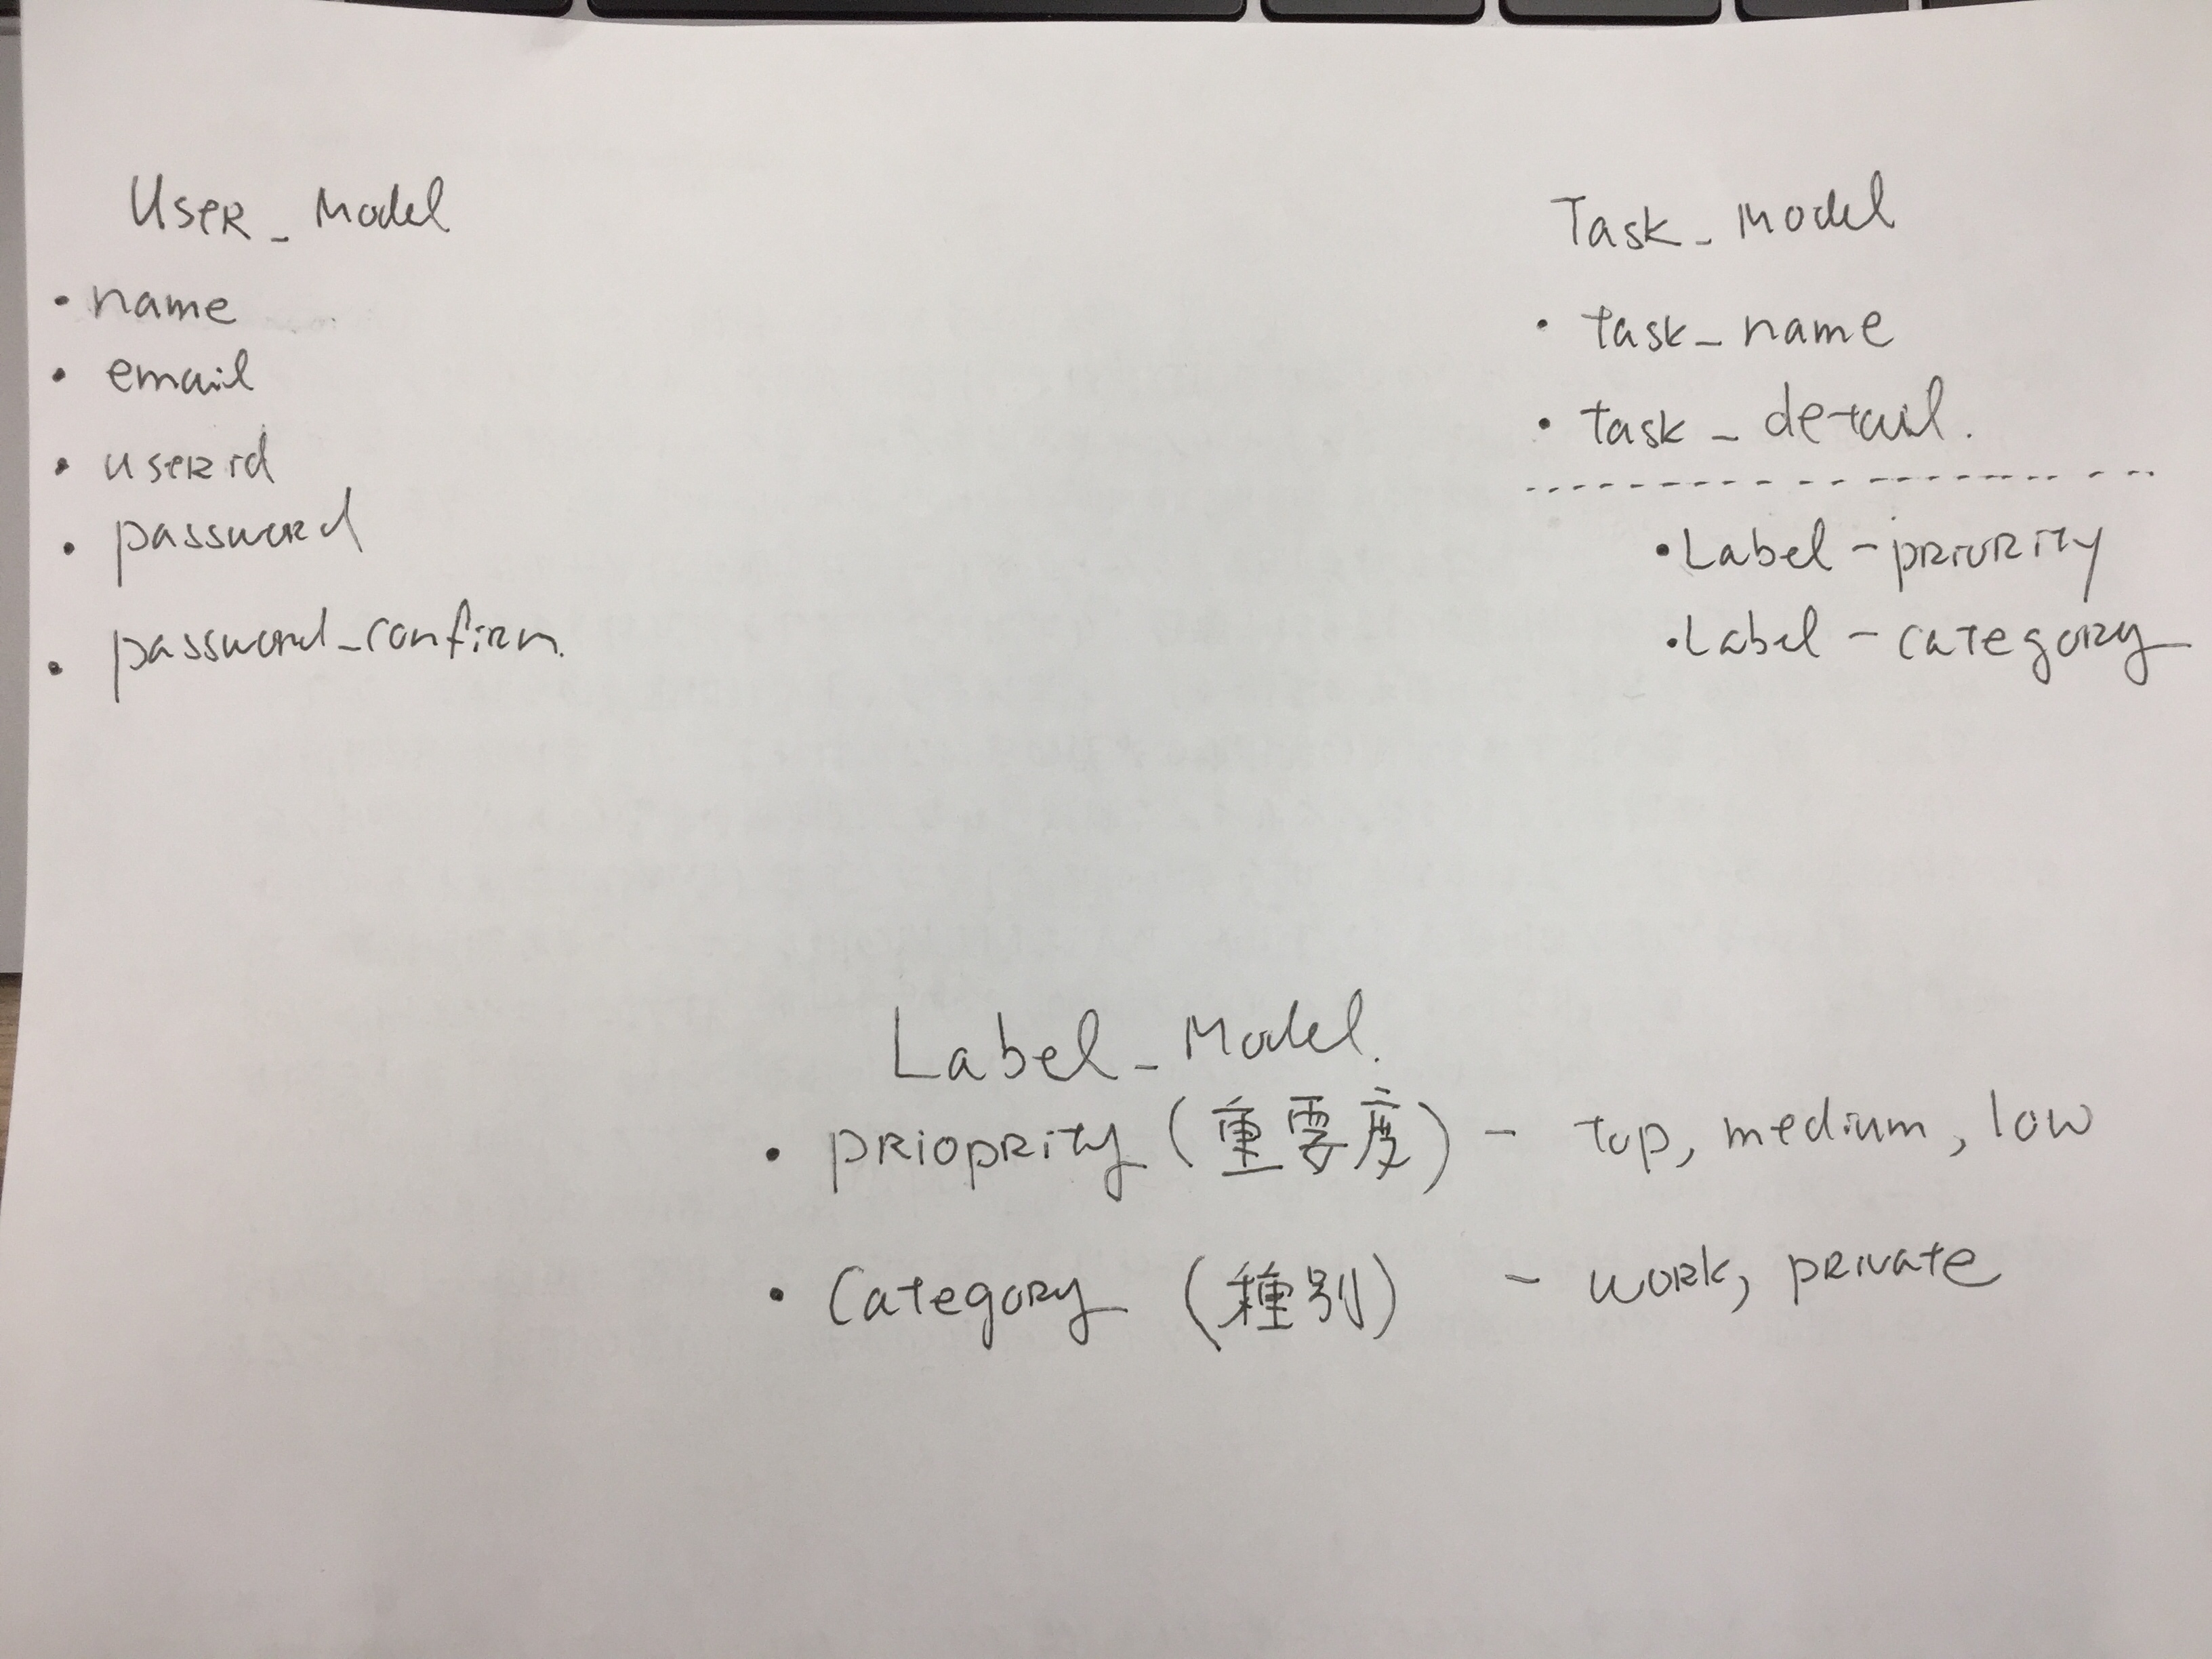 User_Model
・name
・email
・userid
・password
・password_confirm.
Task_Model
・task_name
・task_detail.
・Label-priority
・Label-category
Label_Model.
・prioprity (重要度) - top, medium, low
・Category (種別) - work, private